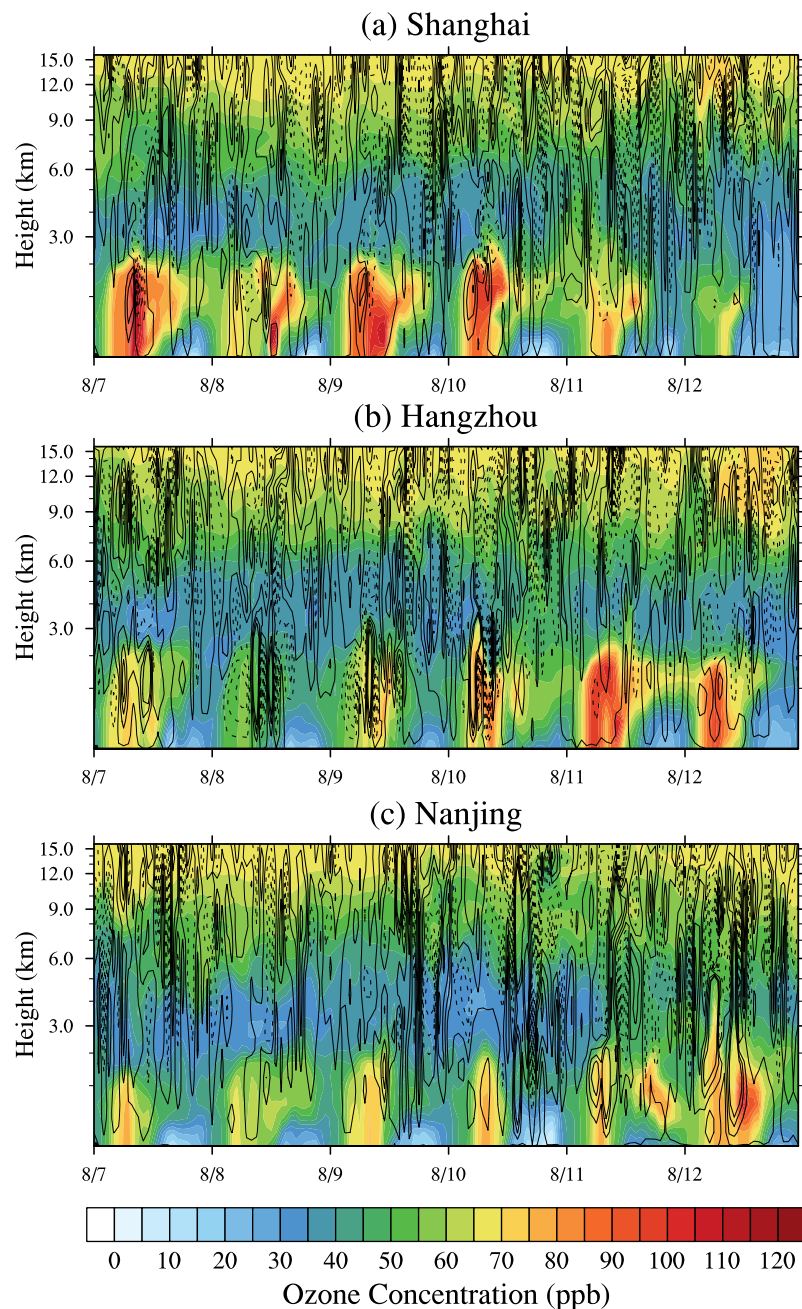 (a) Shanghai
15.0
12.0
9.0
6.0
3.0
Height (km)
8/7 8/8 8/9 8/10 8/11 8/12
(b) Hangzhou
15.0
12.0
9.0
6.0
3.0
Height (km)
8/7 8/8 8/9 8/10 8/11 8/12
(c) Nanjing
15.0
12.0
9.0
6.0
3.0
Height (km)
8/7 8/8 8/9 8/10 8/11 8/12
0 10 20 30 40 50 60 70 80 90 100 110 120
Ozone Concentration (ppb)